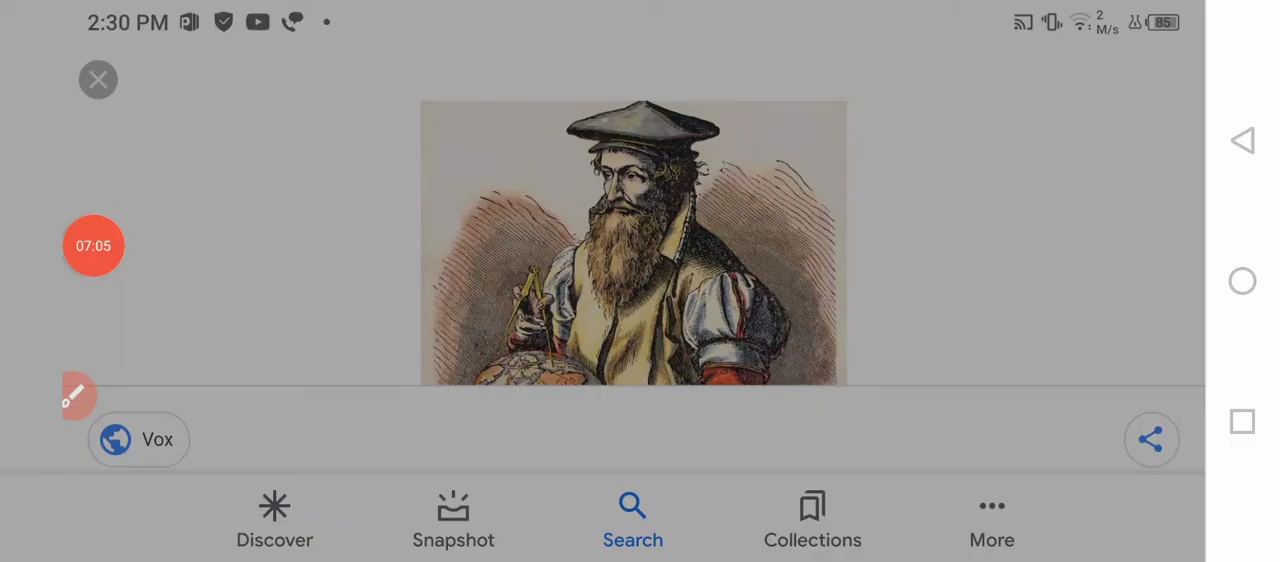 2:30 PM
2
M/s
85
07:05
Vox
Discover
Snapshot
Search
Collections
More